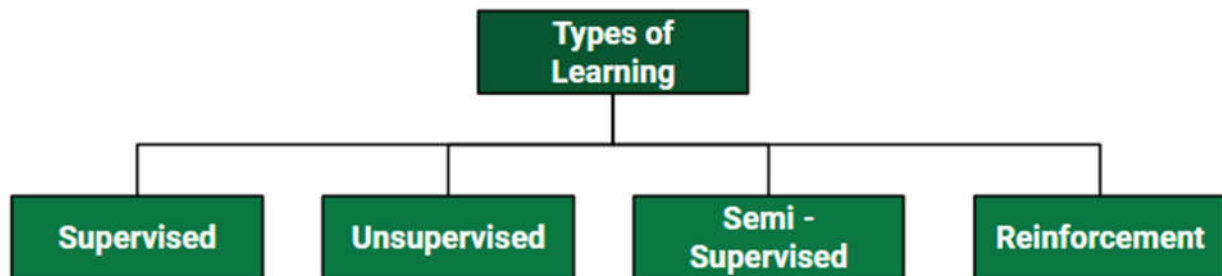 Types of
Learning
Supervised
Unsupervised
Semi -
Supervised
Reinforcement